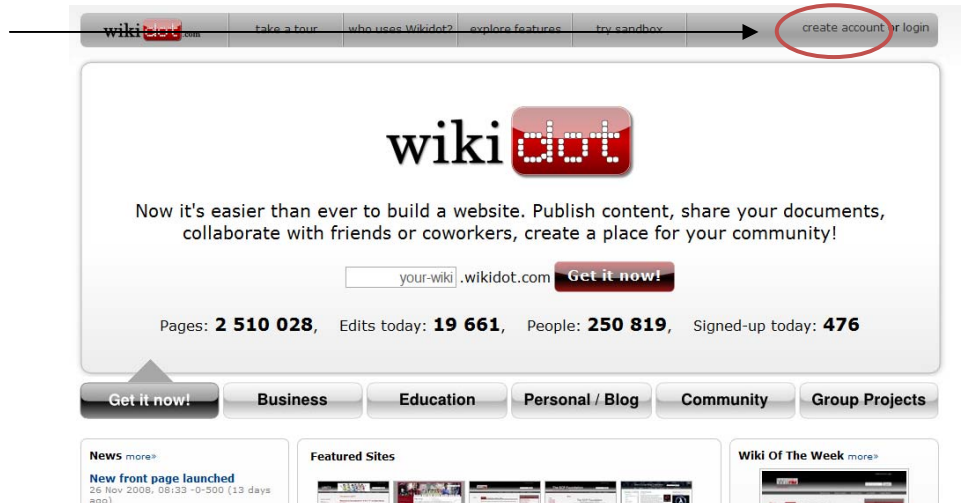 wikidot.com take a tour who uses Wikidot? explore features try sandbox create account or login
wikidot
Now it's easier than ever to build a website. Publish content, share your documents,
collaborate with friends or coworkers, create a place for your community!
your-wiki .wikidot.com Get it now!
Pages: 2 510 028, Edits today: 19 661, People: 250 819, Signed-up today: 476
Get it now! Business Education Personal / Blog Community Group Projects
News more»
New front page launched
26 Nov 2008, 08:33 -0-500 (13 days
ago)
Featured Sites
Wiki Of The Week more»